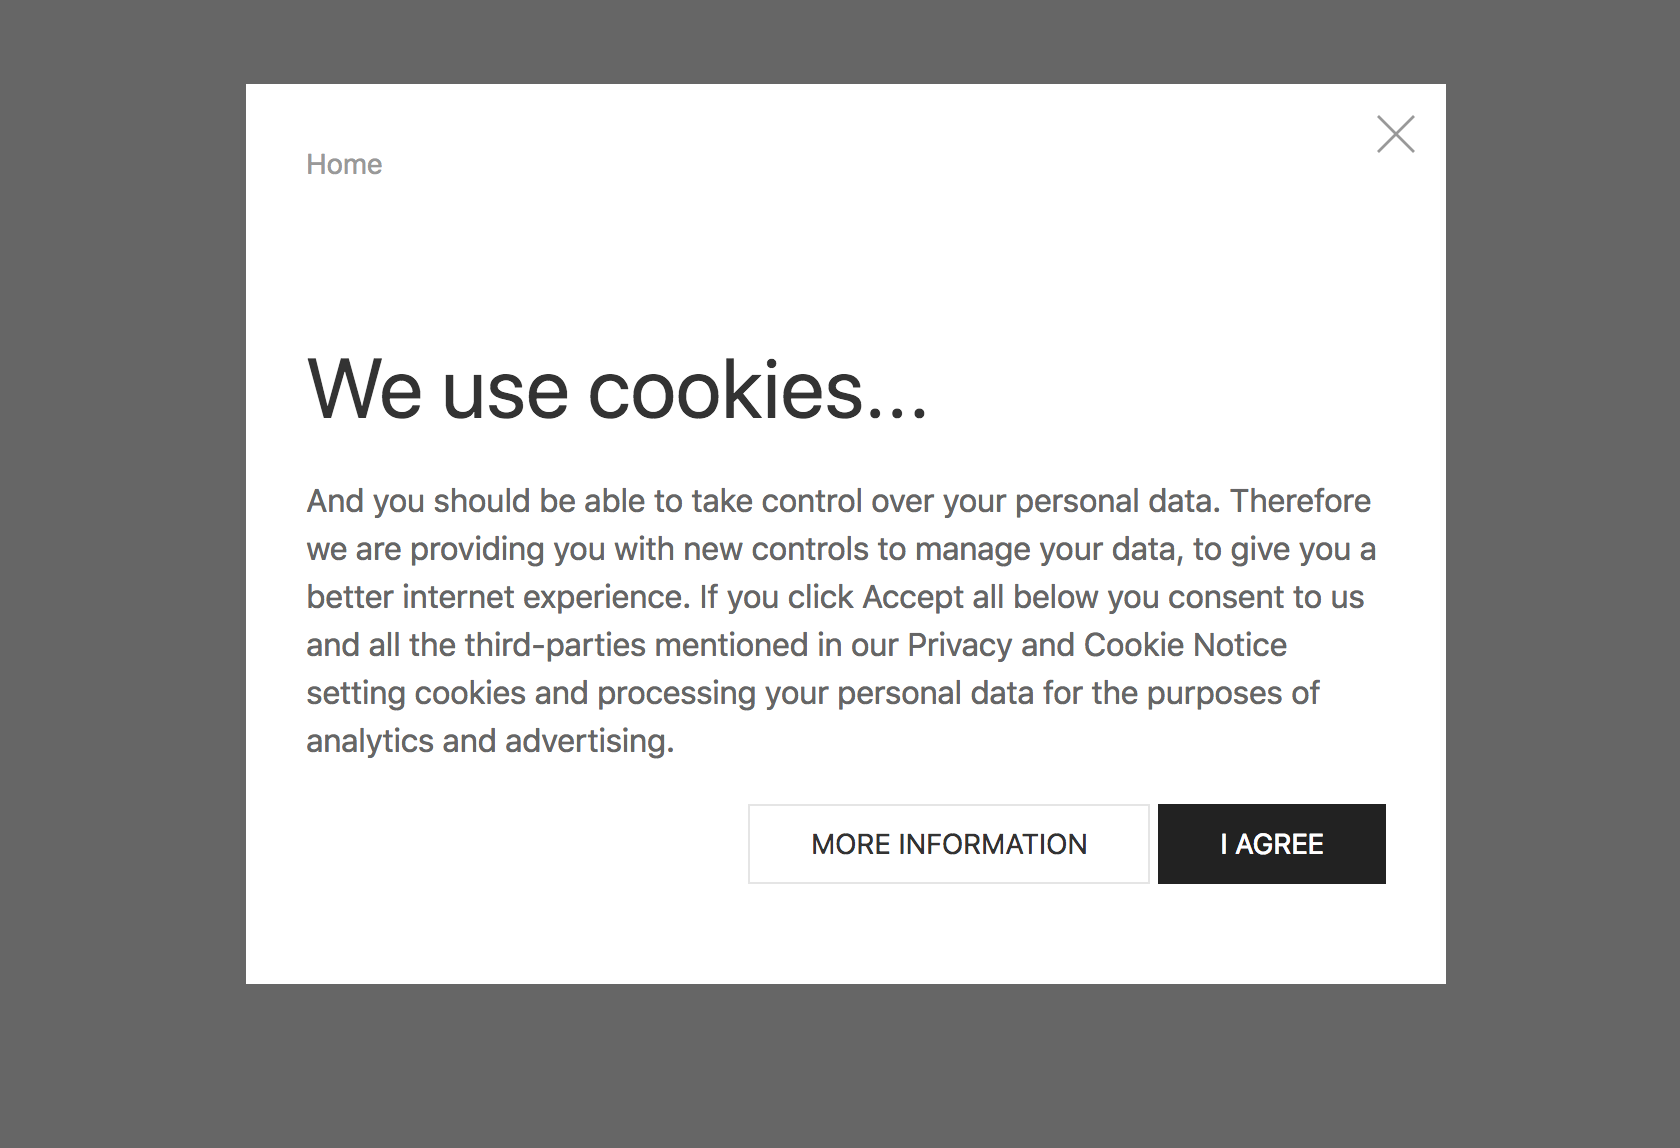 Home
We use cookies...
And you should be able to take control over your personal data. Therefore
we are providing you with new controls to manage your data, to give you a
better internet experience. If you click Accept all below you consent to us
and all the third-parties mentioned in our Privacy and Cookie Notice
setting cookies and processing your personal data for the purposes of
analytics and advertising.
MORE INFORMATION
I AGREE